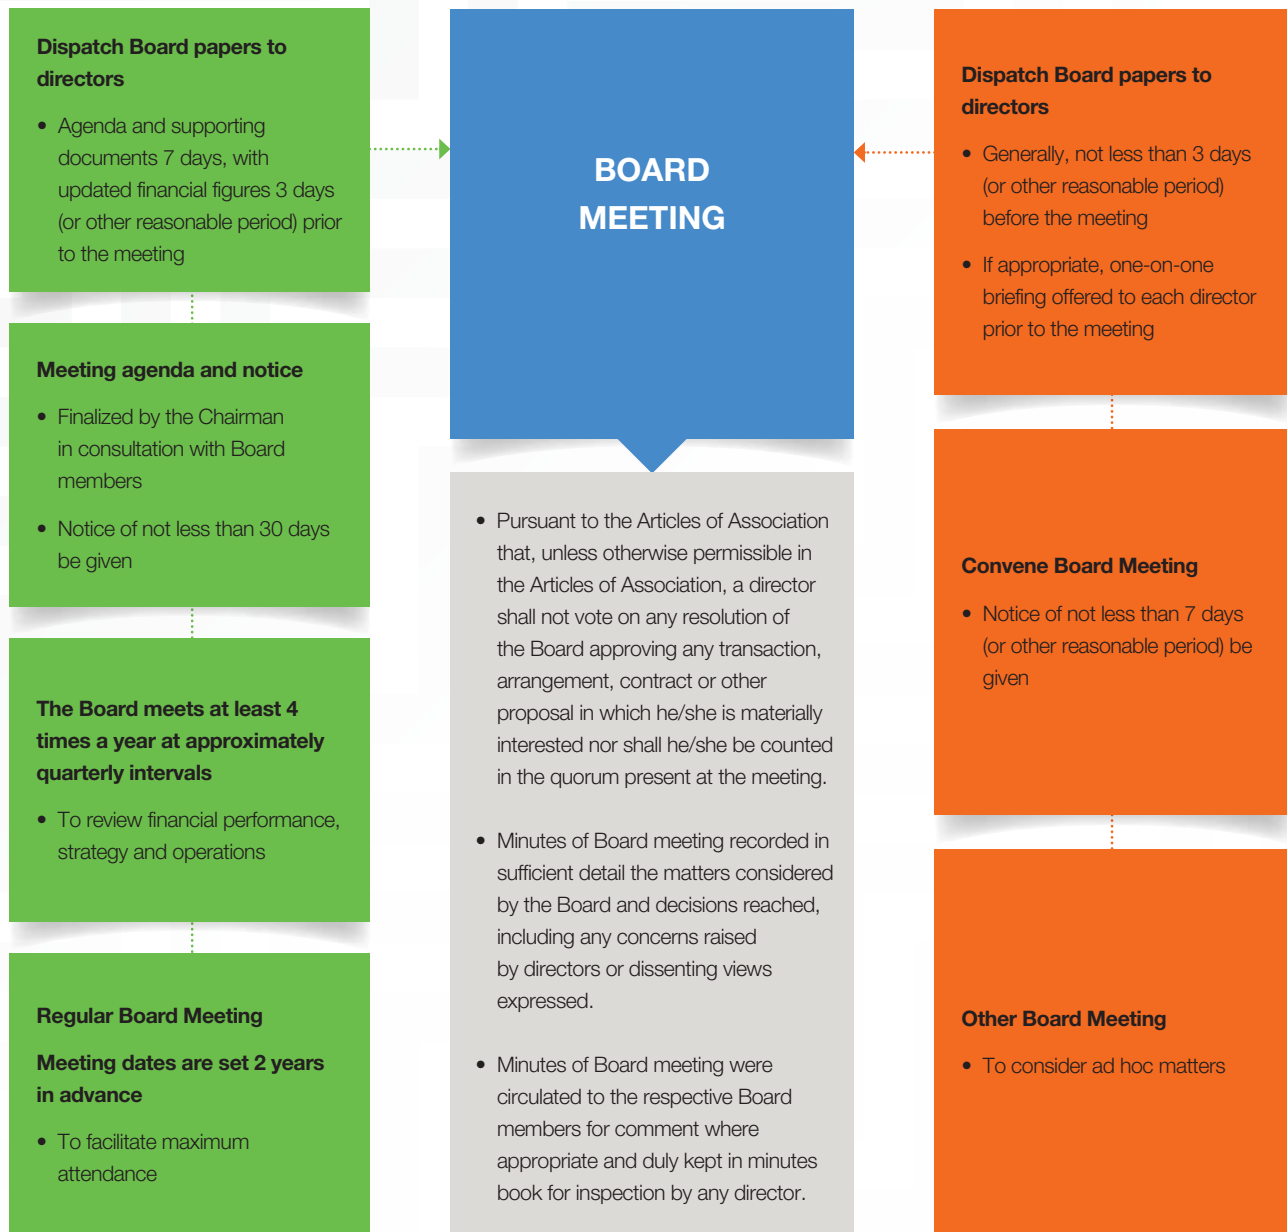 Dispatch Board papers to
directors
• Agenda and supporting
documents 7 days, with
updated financial figures 3 days
(or other reasonable period) prior
to the meeting
Meeting agenda and notice
• Finalized by the Chairman
in consultation with Board
members
• Notice of not less than 30 days
be given
The Board meets at least 4
times a year at approximately
quarterly intervals
• To review financial performance,
strategy and operations
Regular Board Meeting
Meeting dates are set 2 years
in advance
• To facilitate maximum
attendance
BOARD
MEETING
• Pursuant to the Articles of Association
that, unless otherwise permissible in
the Articles of Association, a director
shall not vote on any resolution of
the Board approving any transaction,
arrangement, contract or other
proposal in which he/she is materially
interested nor shall he/she be counted
in the quorum present at the meeting.
• Minutes of Board meeting recorded in
sufficient detail the matters considered
by the Board and decisions reached,
including any concerns raised
by directors or dissenting views
expressed.
• Minutes of Board meeting were
circulated to the respective Board
members for comment where
appropriate and duly kept in minutes
book for inspection by any director.
Dispatch Board papers to
directors
• Generally, not less than 3 days
(or other reasonable period)
before the meeting
• If appropriate, one-on-one
briefing offered to each director
prior to the meeting
Convene Board Meeting
• Notice of not less than 7 days
(or other reasonable period) be
given
Other Board Meeting
• To consider ad hoc matters